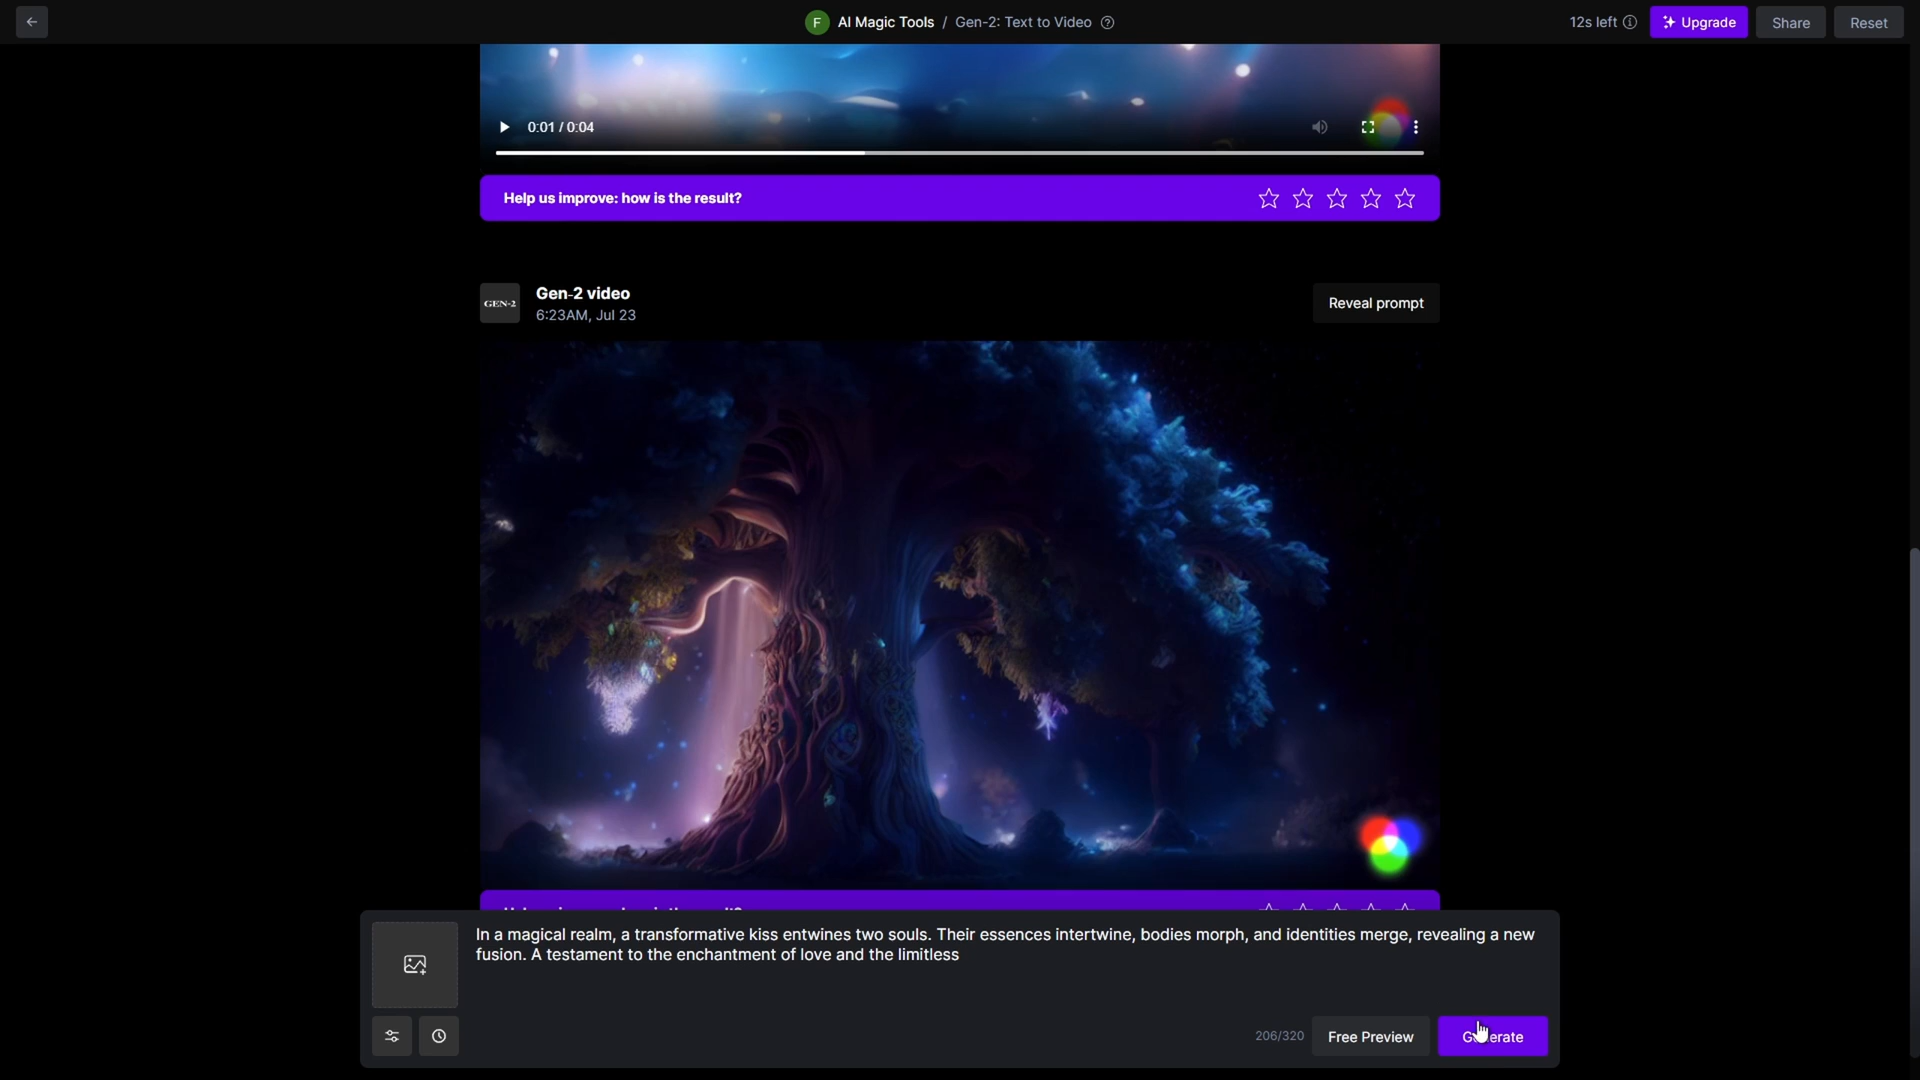 F AI Magic Tools / Gen-2: Text to Video
12s left
Upgrade
Share
Reset
0:01 / 0:04
Help us improve: how is the result?
GEN-2
Gen-2 video
6:23AM, Jul 23
Reveal prompt
In a magical realm, a transformative kiss entwines two souls. Their essences intertwine, bodies morph, and identities merge, revealing a new
fusion. A testament to the enchantment of love and the limitless
206/320
Free Preview
Generate